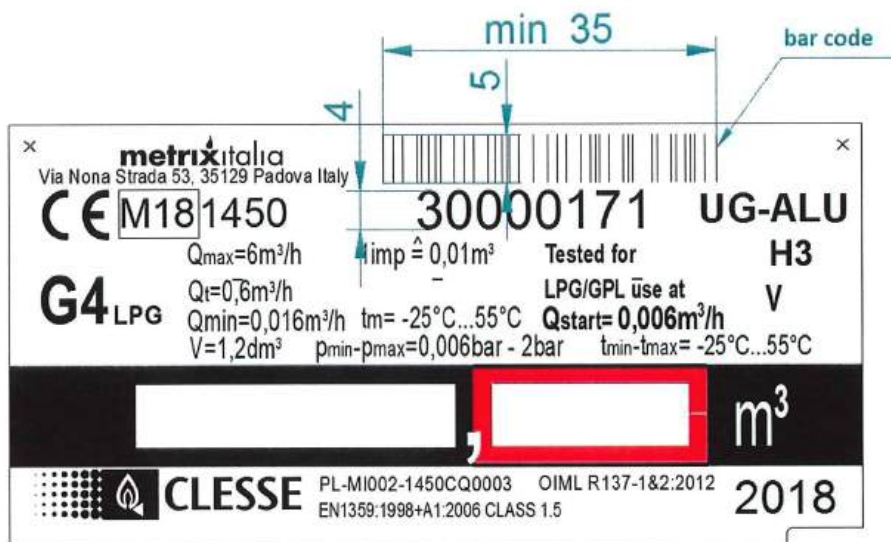 min 35
bar code
5
4
metrixitalia
Via Nona Strada 53, 35129 Padova Italy
CE M18 1450 30000171 UG-ALU
Qmax=6m³/h 1imp ≙ 0,01m³ Tested for H3
G4 LPG Qt=0,6m³/h LPG/GPL use at V
Qmin=0,016m³/h tm= -25°C...55°C Qstart= 0,006m³/h
V=1,2dm³ pmin-pmax=0,006bar - 2bar tmin-tmax= -25°C...55°C
, m³
CLESSE PL-MI002-1450CQ0003 OIML R137-1&2:2012 2018
EN1359:1998+A1:2006 CLASS 1.5